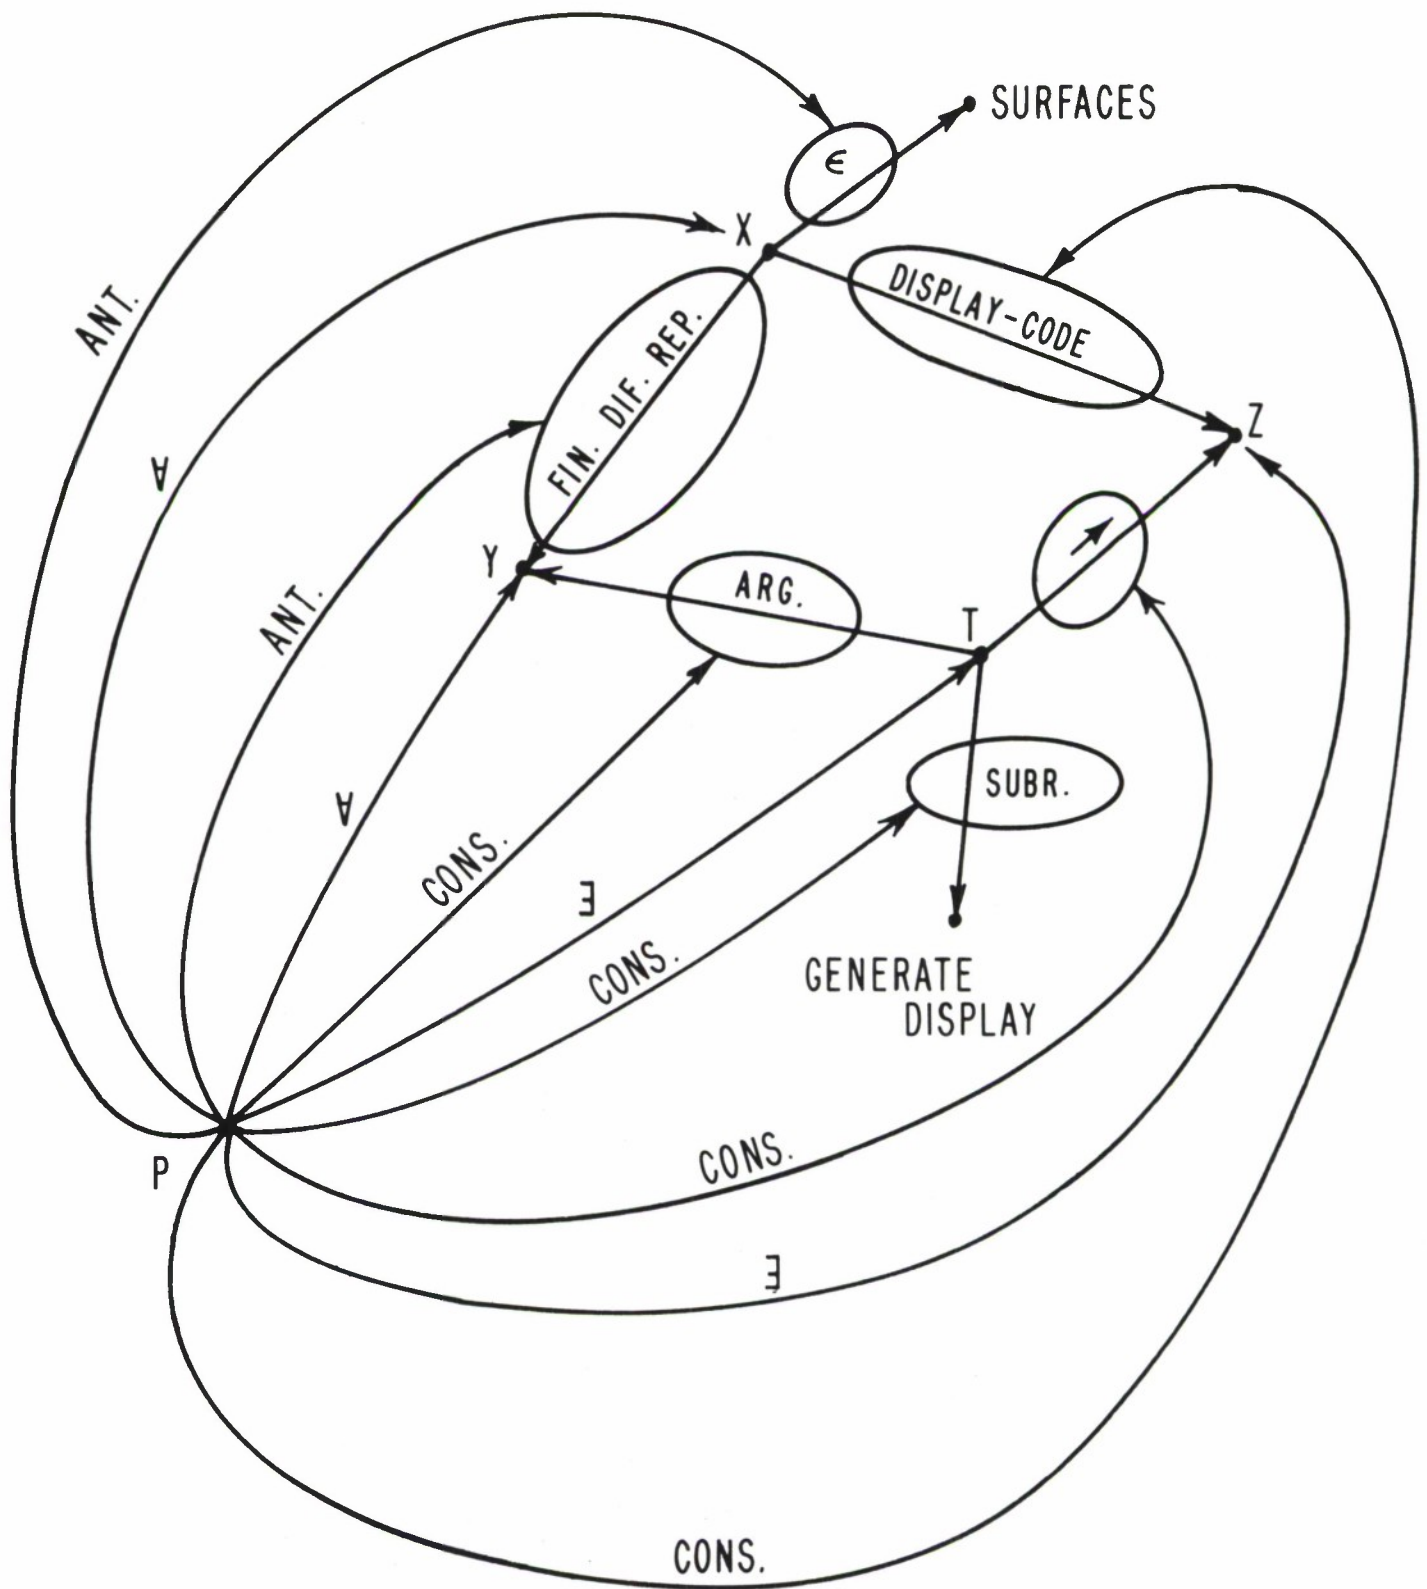 SURFACES
ϵ
X
DISPLAY-CODE
ANT.
FIN. DIF. REP.
Z
∀
Y
ARG.
ANT.
T
SUBR.
∀
CONS.
∃
CONS.
GENERATE
DISPLAY
CONS.
P
∃
CONS.